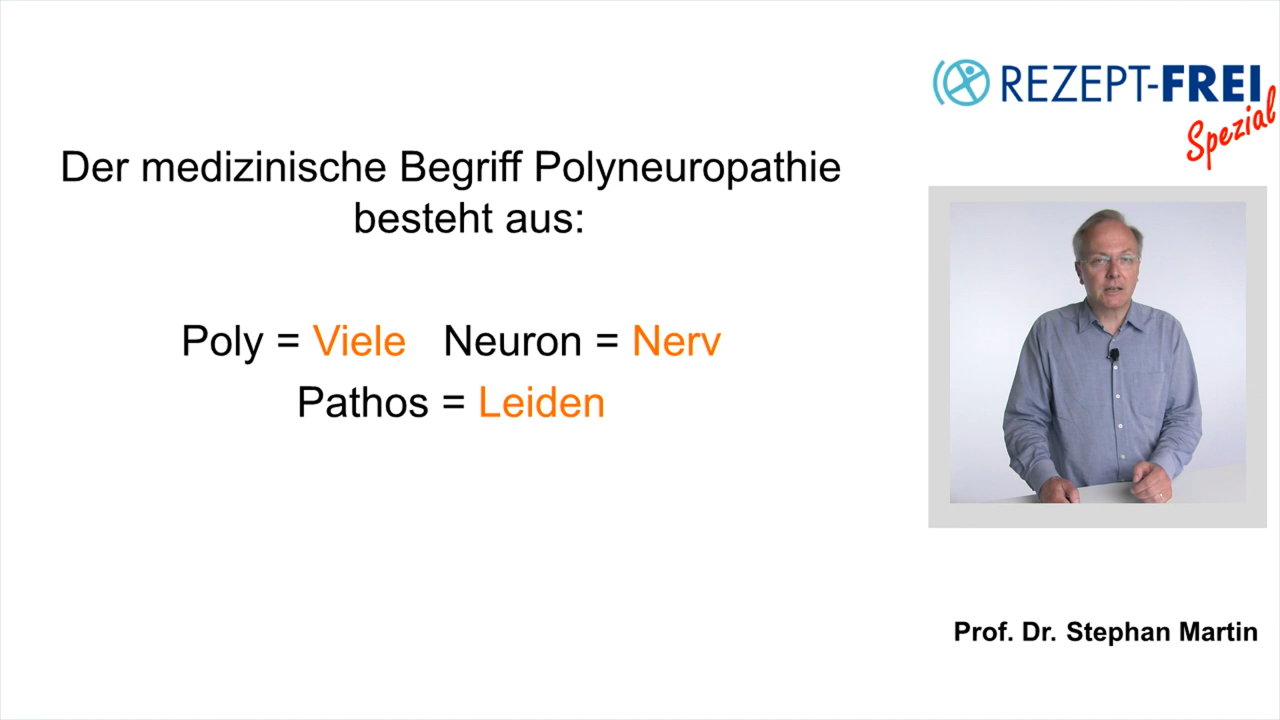 REZEPT-FREI
Spezial
Der medizinische Begriff Polyneuropathie
besteht aus:
Poly = Viele Neuron = Nerv
Pathos = Leiden
Prof. Dr. Stephan Martin